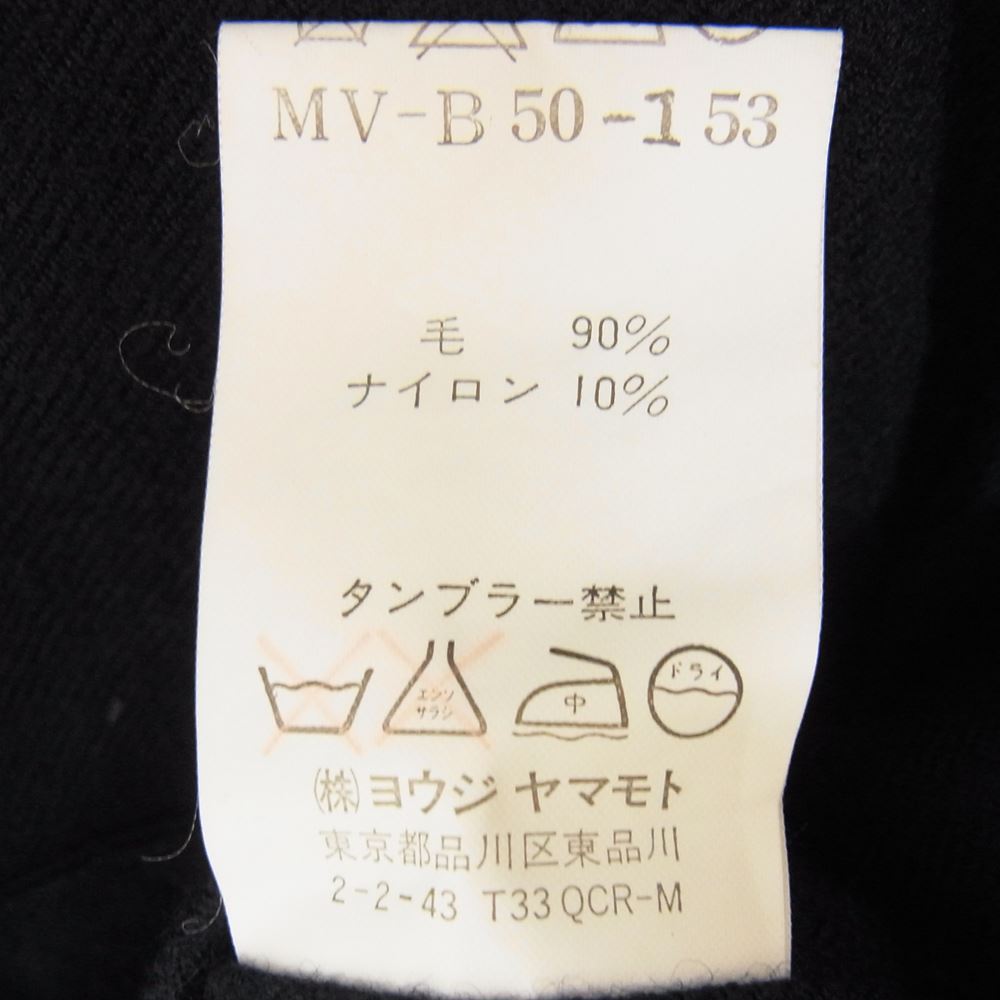 MV-B 50-1 53
毛 90%
ナイロン 10%
タンブラー禁止
エンソ サラシ 中 ドライ
㈱ヨウジ ヤマモト
東京都品川区東品川
2-2-43 T33QCR-M